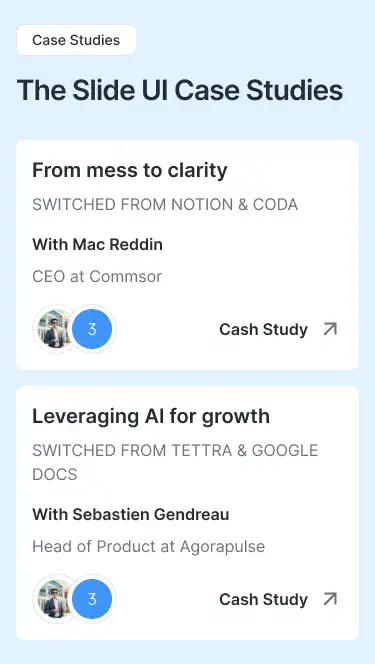 Case Studies
The Slide UI Case Studies
From mess to clarity
SWITCHED FROM NOTION & CODA
With Mac Reddin
CEO at Commsor
3
Cash Study
Leveraging AI for growth
SWITCHED FROM TETTRA & GOOGLE
DOCS
With Sebastien Gendreau
Head of Product at Agorapulse
3
Cash Study